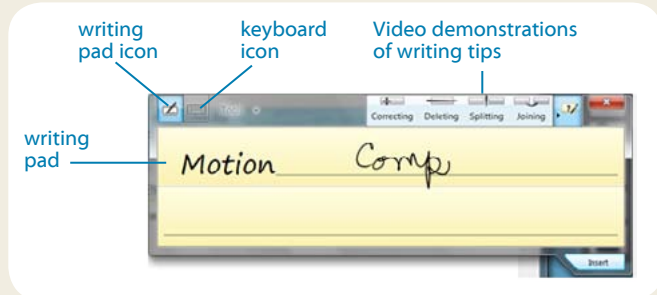 writing
pad icon
keyboard
icon
Video demonstrations
of writing tips
Tools
Correcting Deleting Splitting Joining
writing
pad
Motion Comp
Insert